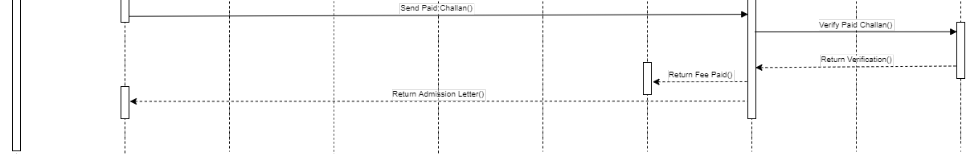 Send Paid Challan()
Verify Paid Challan()
Return Verification()
Return Fee Paid()
Return Admission Letter()